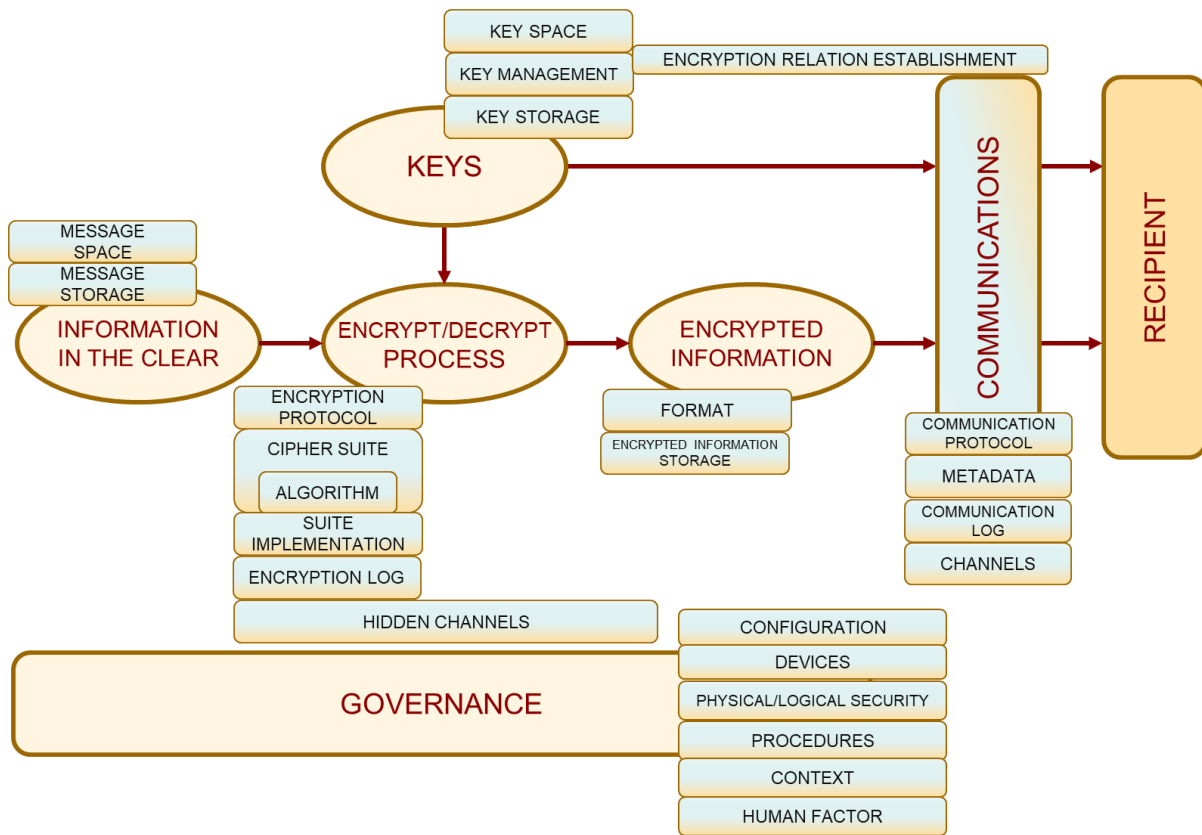 KEY SPACE
ENCRYPTION RELATION ESTABLISHMENT
KEY MANAGEMENT
KEY STORAGE
KEYS
COMMUNICATIONS
RECIPIENT
MESSAGE
SPACE
MESSAGE
STORAGE
INFORMATION
IN THE CLEAR
ENCRYPT/DECRYPT
PROCESS
ENCRYPTED
INFORMATION
ENCRYPTION
PROTOCOL
CIPHER SUITE
ALGORITHM
SUITE
IMPLEMENTATION
ENCRYPTION LOG
HIDDEN CHANNELS
FORMAT
ENCRYPTED INFORMATION
STORAGE
COMMUNICATION
PROTOCOL
METADATA
COMMUNICATION
LOG
CHANNELS
GOVERNANCE
CONFIGURATION
DEVICES
PHYSICAL/LOGICAL SECURITY
PROCEDURES
CONTEXT
HUMAN FACTOR